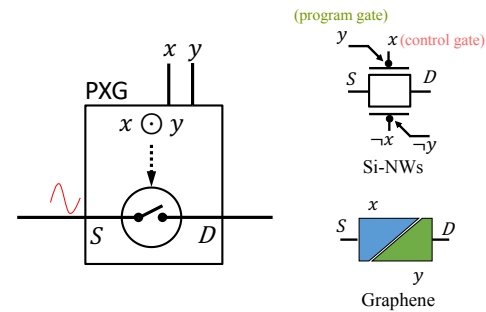 x y
PXG
x ⊙ y
S D
(program gate)
y x (control gate)
S D
¬x ¬y
Si-NWs
x
S D
y
Graphene